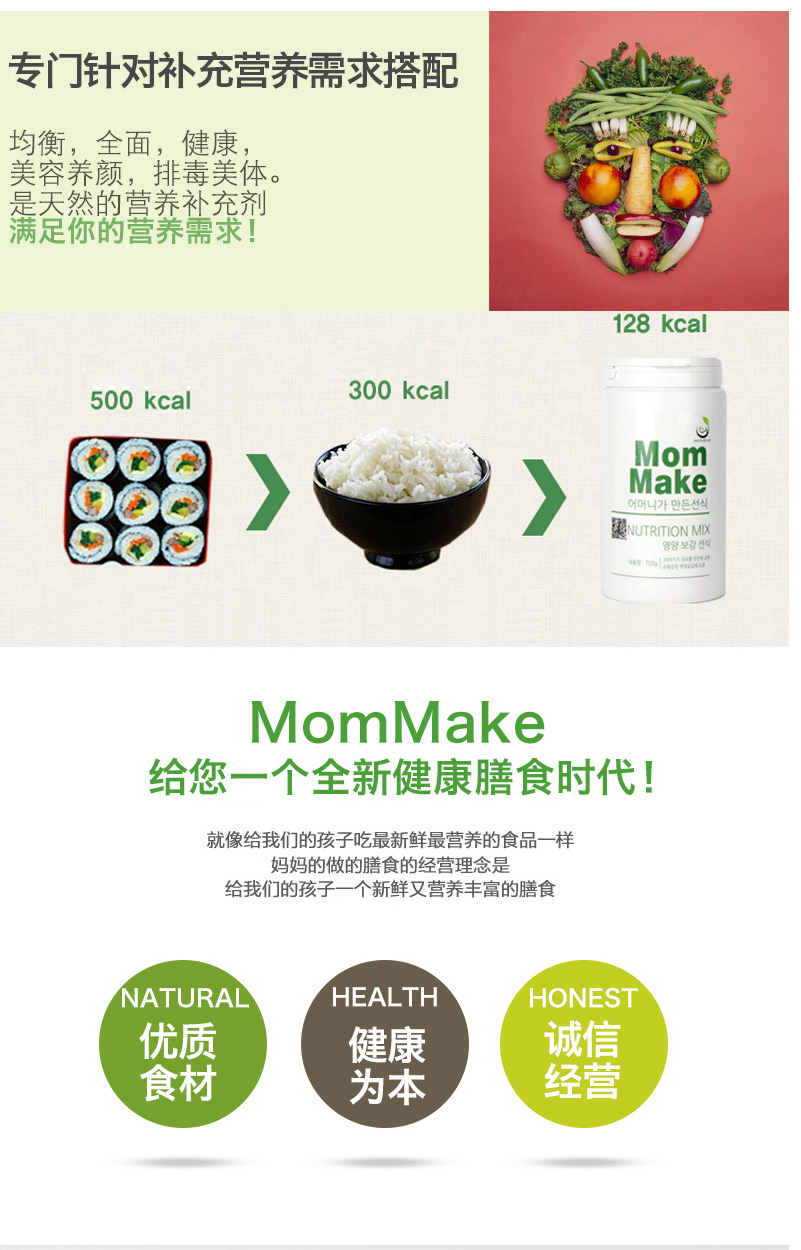 专门针对补充营养需求搭配
均衡，全面，健康，
美容养颜，排毒美体。
是天然的营养补充剂
满足你的营养需求！
128 kcal
300 kcal
500 kcal
Mom
Make
어머니가 만든선식
NUTRITION MIX
영양 보강 선식
700g
MomMake
给您一个全新健康膳食时代！
就像给我们的孩子吃最新鲜最营养的食品一样
妈妈的做的膳食的经营理念是
给我们的孩子一个新鲜又营养丰富的膳食
NATURAL
优质
食材
HEALTH
健康
为本
HONEST
诚信
经营